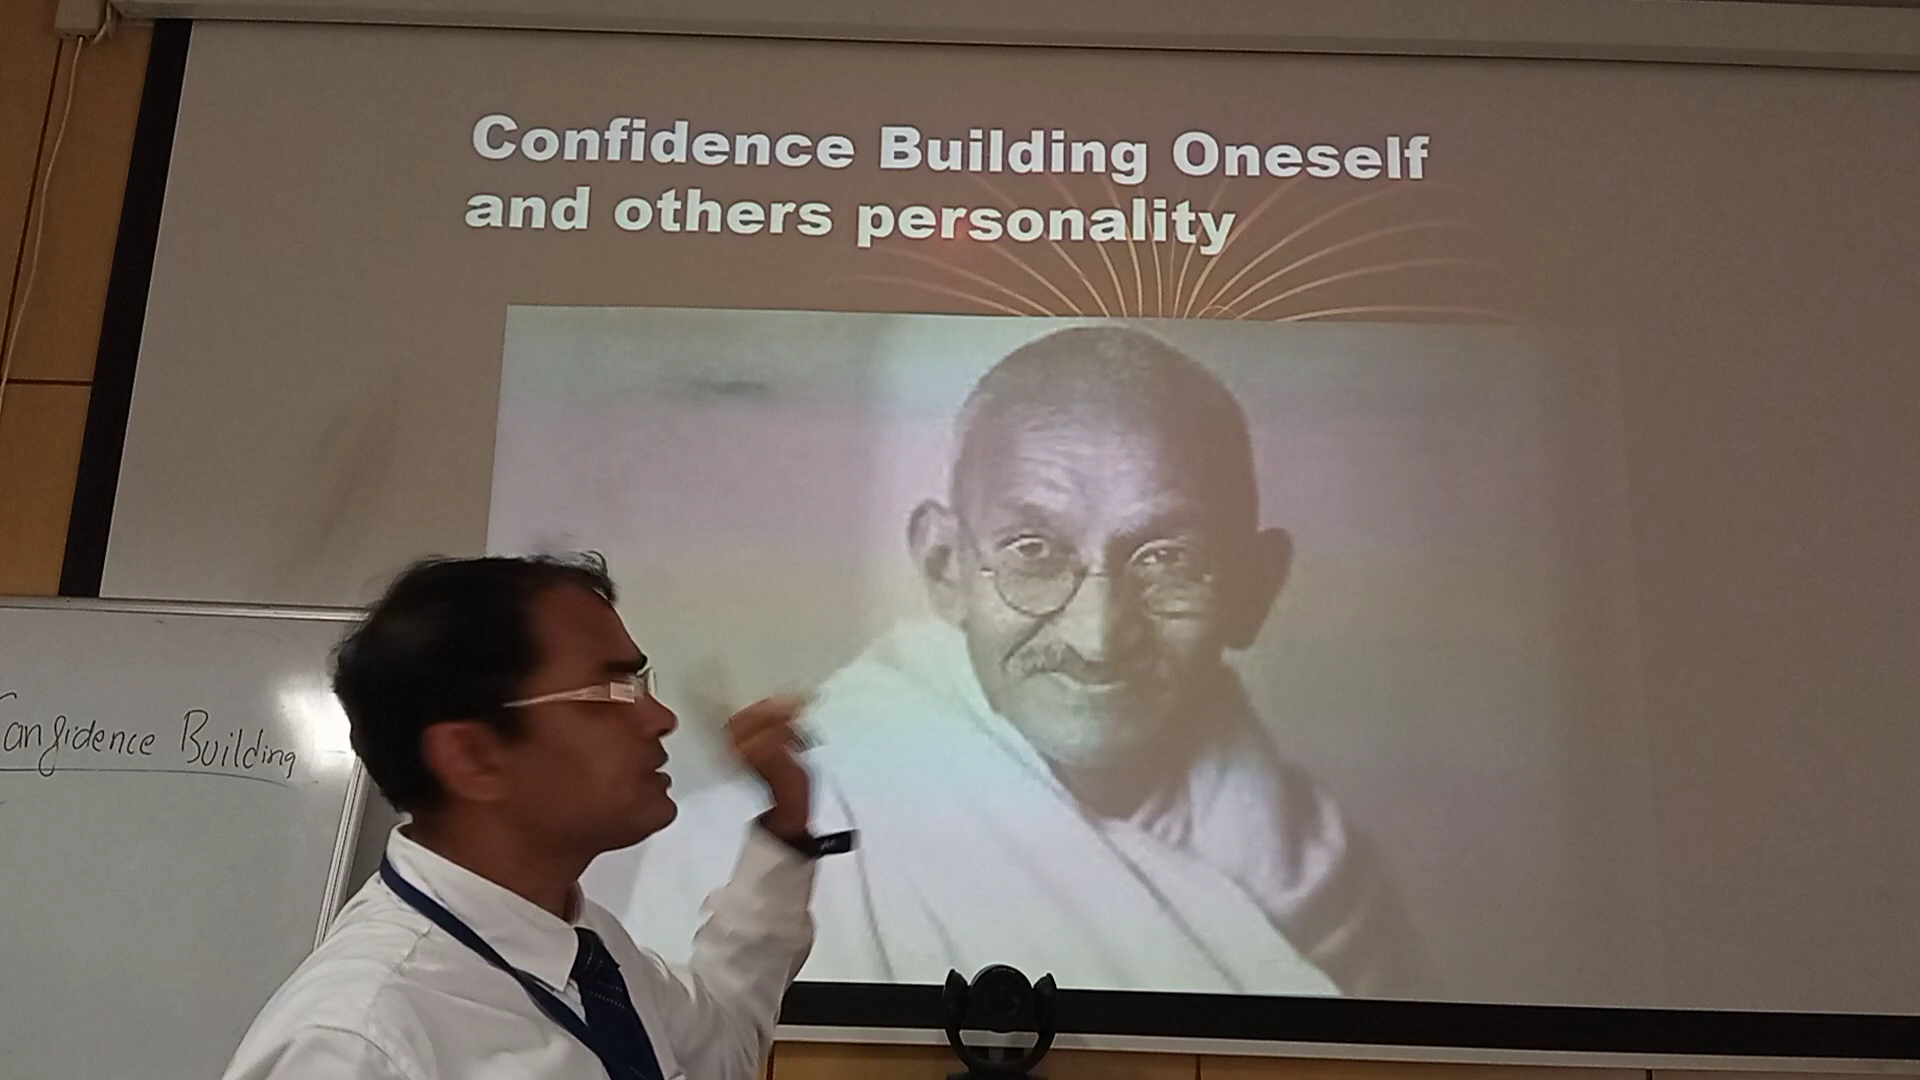 Confidence Building Oneself
and others personality
Confidence Building